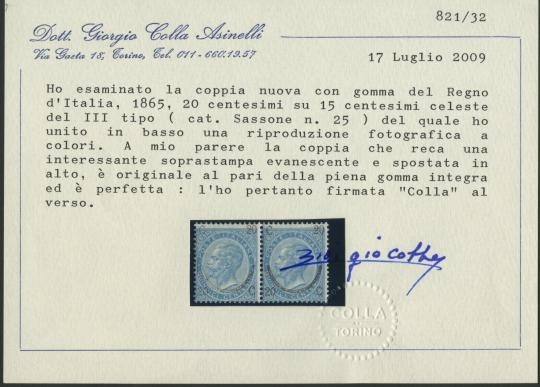 821/32
Dott. Giorgio Colla Asinelli
Via Gaeta 18, Torino, Tel. 011 - 660.19.57
17 Luglio 2009
Ho esaminato la coppia nuova con gomma del Regno
d'Italia, 1865, 20 centesimi su 15 centesimi celeste
del III tipo ( cat. Sassone n. 25 ) del quale ho
unito in basso una riproduzione fotografica a
colori. A mio parere la coppia che reca una
interessante soprastampa evanescente e spostata in
alto, è originale al pari della piena gomma integra
ed è perfetta : l'ho pertanto firmata "Colla" al
verso.
COLLA
TORINO